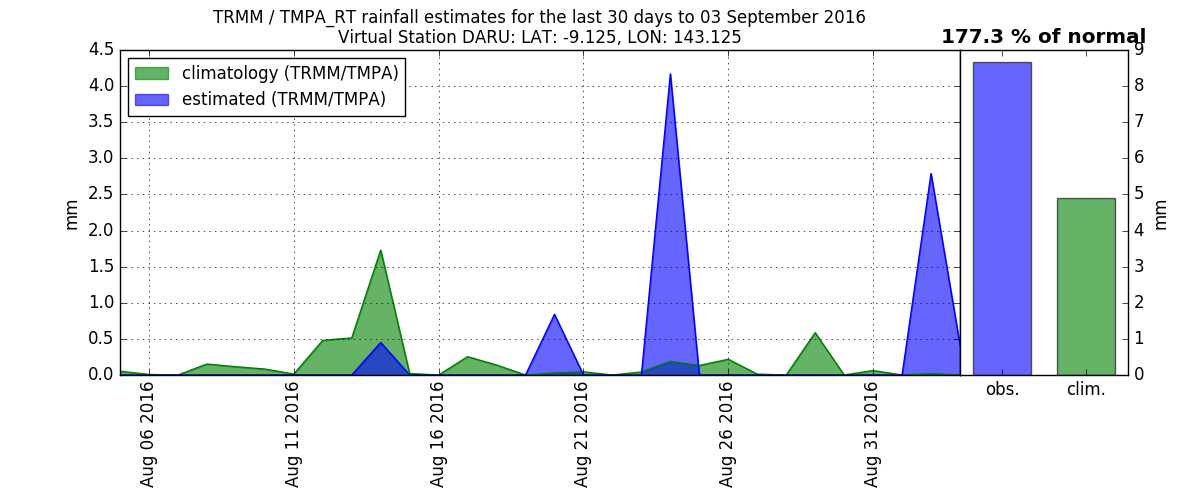 TRMM / TMPA_RT rainfall estimates for the last 30 days to 03 September 2016
Virtual Station DARU: LAT: -9.125, LON: 143.125
177.3 % of normal
climatology (TRMM/TMPA)
estimated (TRMM/TMPA)
4.5
4.0
3.5
3.0
2.5
2.0
1.5
1.0
0.5
0.0
mm
Aug 06 2016
Aug 11 2016
Aug 16 2016
Aug 21 2016
Aug 26 2016
Aug 31 2016
9
8
7
6
5
4
3
2
1
0
mm
obs.
clim.